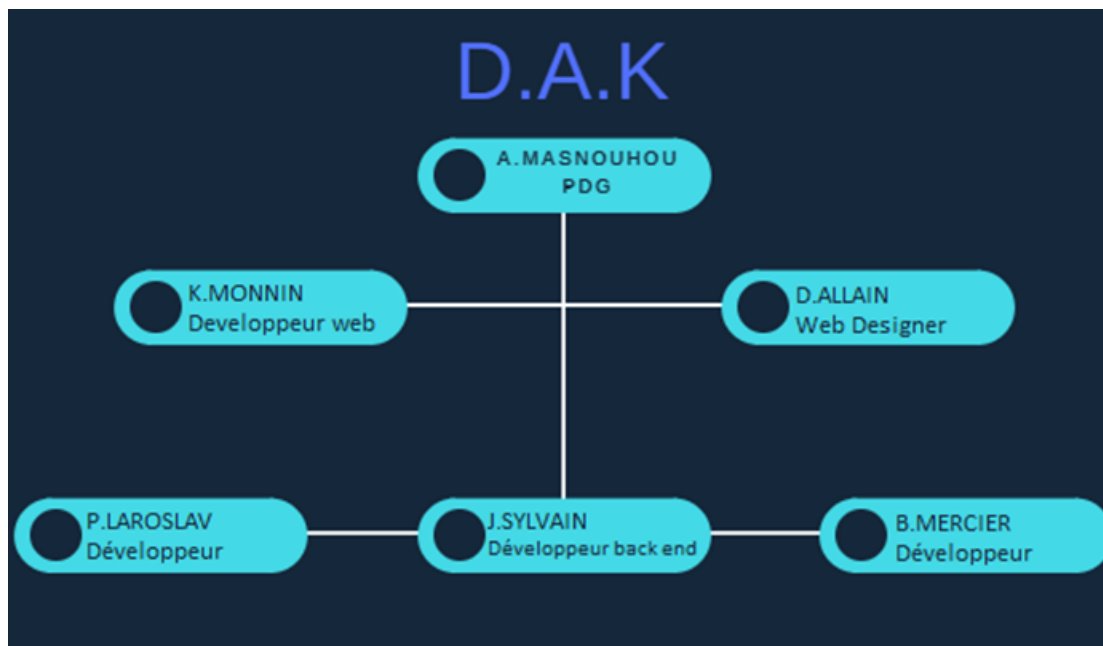 D.A.K
A.MASNOUHOU
PDG
K.MONNIN
Developpeur web
D.ALLAIN
Web Designer
P.LAROSLAV
Développeur
J.SYLVAIN
Développeur back end
B.MERCIER
Développeur